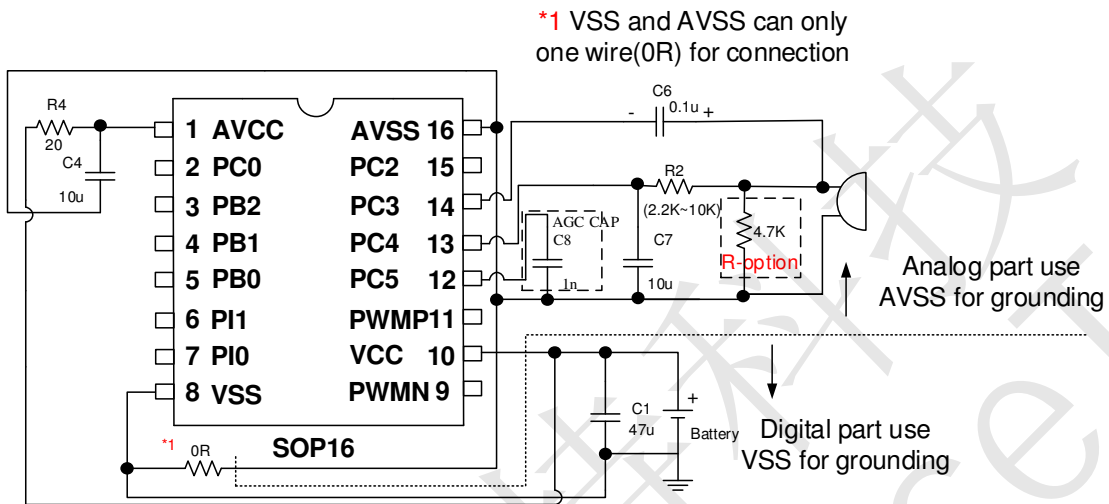 *1 VSS and AVSS can only
one wire(0R) for connection
C6
0.1u
- +
R4
20
C4
10u
1 AVCC
2 PC0
3 PB2
4 PB1
5 PB0
6 PI1
7 PI0
8 VSS
AVSS 16
PC2 15
PC3 14
PC4 13
PC5 12
PWMP 11
VCC 10
PWMN 9
SOP16
*1
0R
AGC CAP
C8
1n
R2
(2.2K~10K)
C7
10u
4.7K
R-option
Analog part use
AVSS for grounding
C1
47u
+
Battery
Digital part use
VSS for grounding
科技